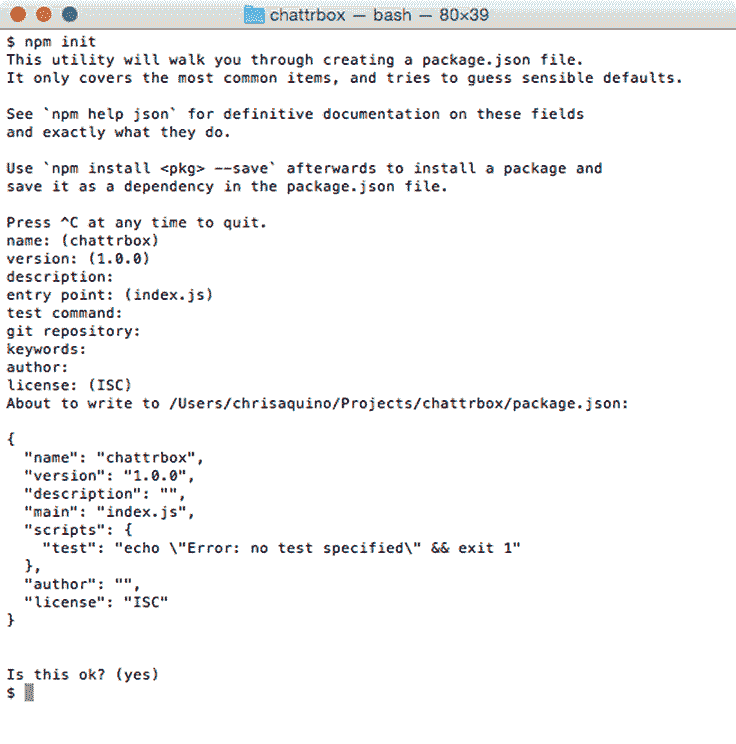 chattrbox — bash — 80×39
$ npm init
This utility will walk you through creating a package.json file.
It only covers the most common items, and tries to guess sensible defaults.
See `npm help json` for definitive documentation on these fields
and exactly what they do.
Use `npm install <pkg> --save` afterwards to install a package and
save it as a dependency in the package.json file.
Press ^C at any time to quit.
name: (chattrbox)
version: (1.0.0)
description:
entry point: (index.js)
test command:
git repository:
keywords:
author:
license: (ISC)
About to write to /Users/chrisaquino/Projects/chattrbox/package.json:
{
  "name": "chattrbox",
  "version": "1.0.0",
  "description": "",
  "main": "index.js",
  "scripts": {
    "test": "echo \"Error: no test specified\" && exit 1"
  },
  "author": "",
  "license": "ISC"
}
Is this ok? (yes)
$